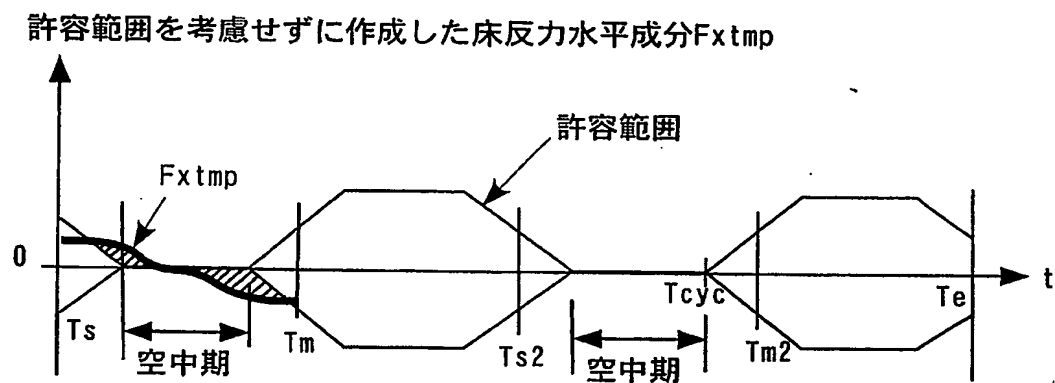 許容範囲を考慮せずに作成した床反力水平成分Fxtmp
許容範囲
Fxtmp
0
t
Ts
Tm
Ts2
Tcyc
Tm2
Te
空中期
空中期